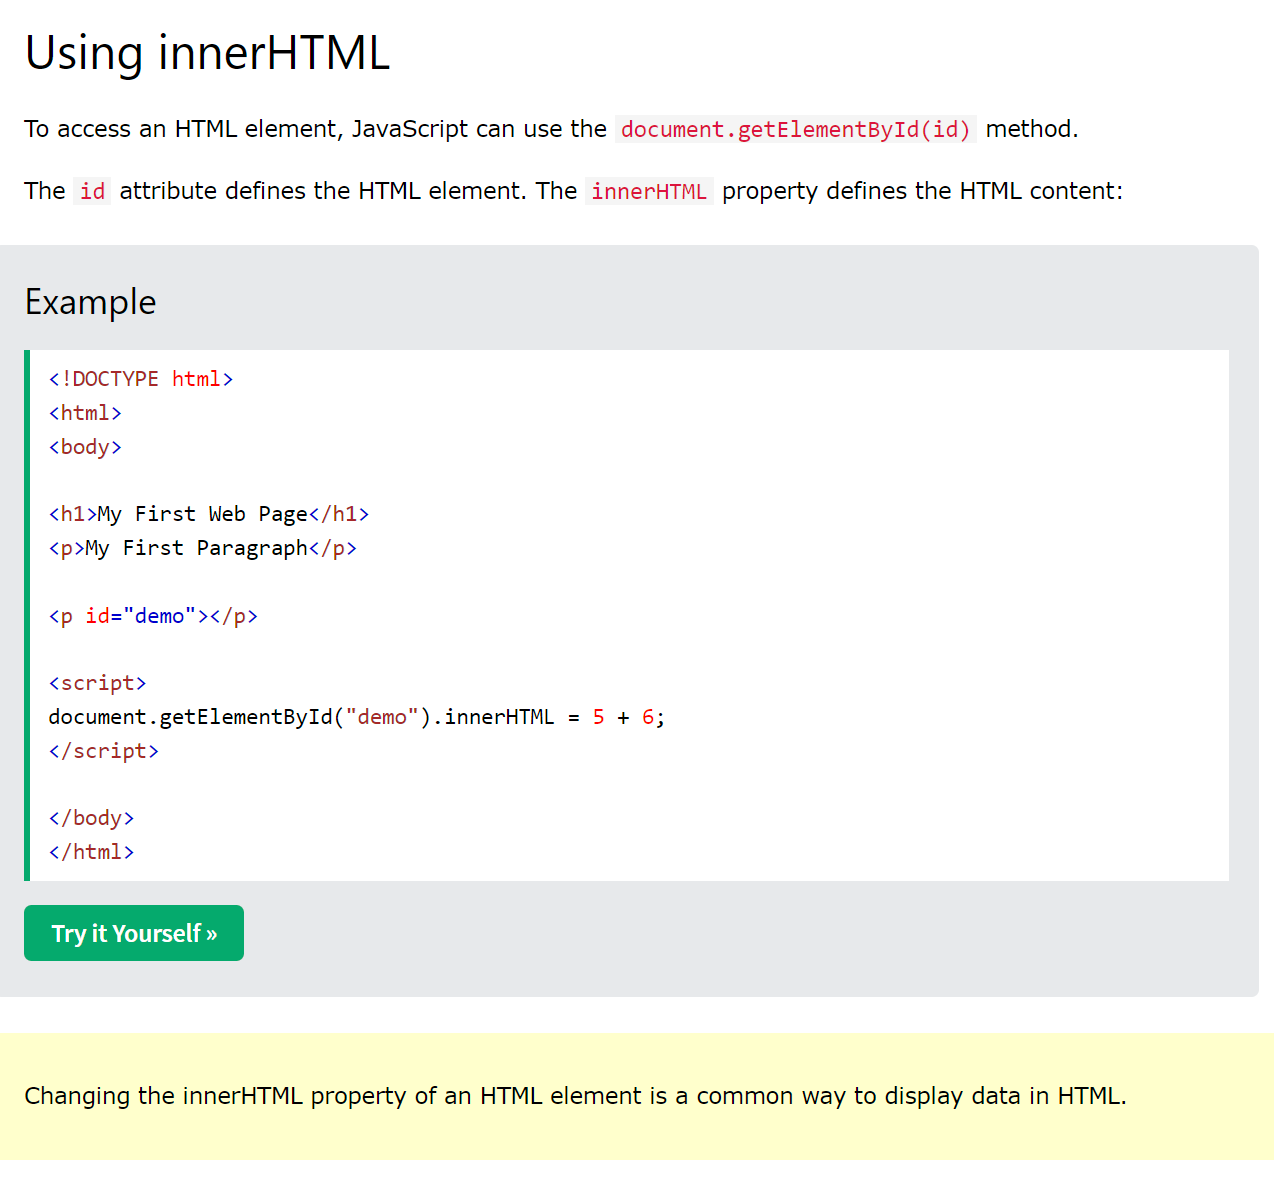 Using innerHTML
To access an HTML element, JavaScript can use the document.getElementById(id) method.
The id attribute defines the HTML element. The innerHTML property defines the HTML content:
Example
<!DOCTYPE html>
<html>
<body>
<h1>My First Web Page</h1>
<p>My First Paragraph</p>
<p id="demo"></p>
<script>
document.getElementById("demo").innerHTML = 5 + 6;
</script>
</body>
</html>
Try it Yourself »
Changing the innerHTML property of an HTML element is a common way to display data in HTML.